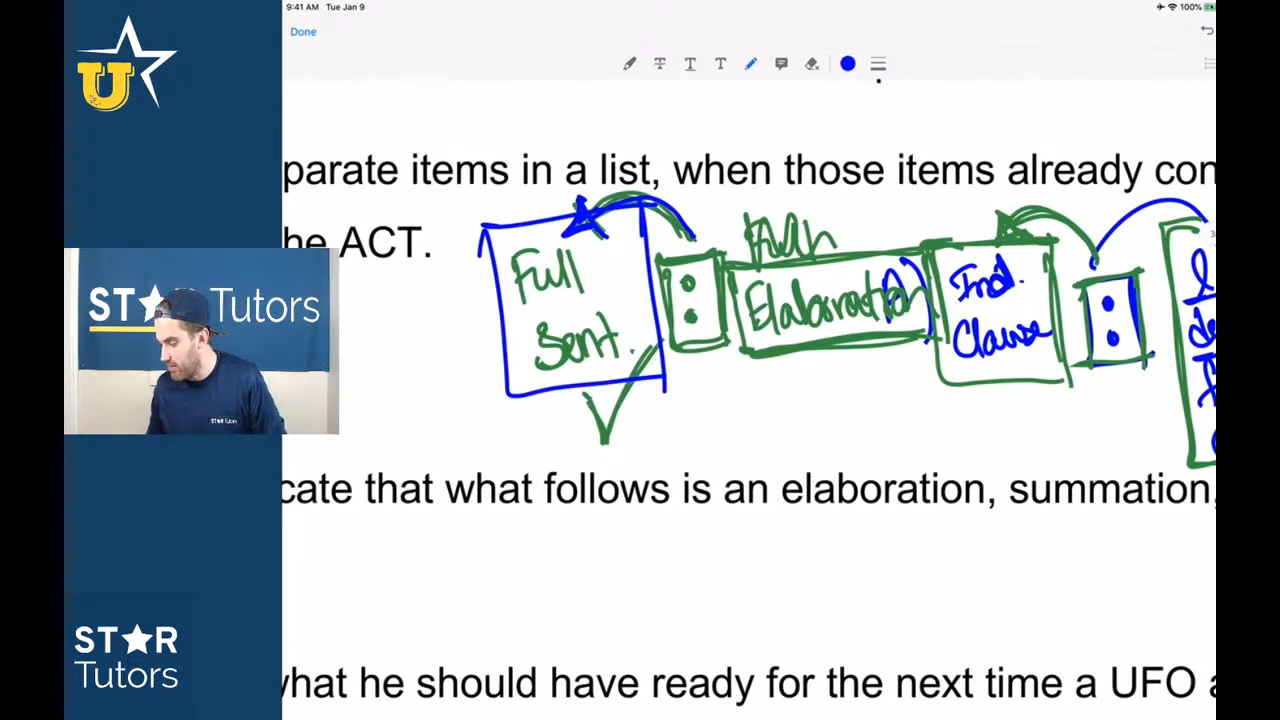 9:41 AM Tue Jan 9
100%
Done
U
parate items in a list, when those items already con
he ACT.
Full
Sent.
:
Elaboration
Ind.
Clause
:
STAR Tutors
STAR Tutors
cate that what follows is an elaboration, summation,
what he should have ready for the next time a UFO a
STAR
Tutors